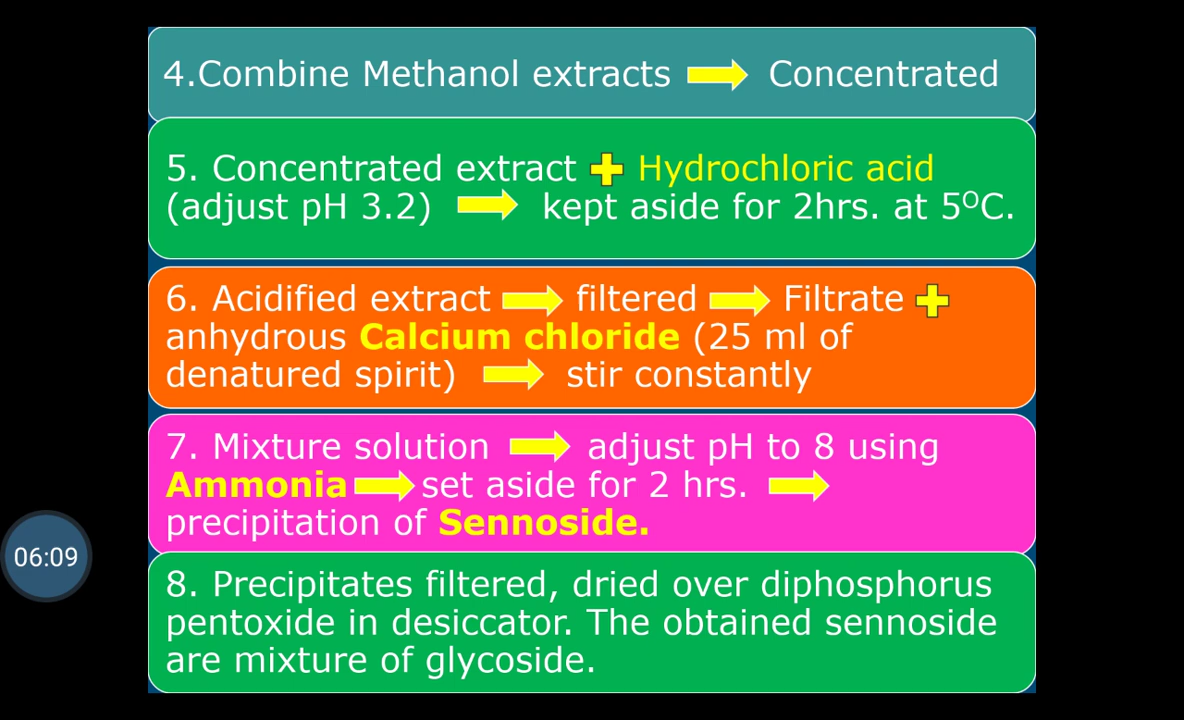 4.Combine Methanol extracts Concentrated
5. Concentrated extract Hydrochloric acid
(adjust pH 3.2) kept aside for 2hrs. at 5⁰C.
6. Acidified extract filtered Filtrate
anhydrous Calcium chloride (25 ml of
denatured spirit) stir constantly
7. Mixture solution adjust pH to 8 using
Ammonia set aside for 2 hrs.
precipitation of Sennoside.
8. Precipitates filtered, dried over diphosphorus
pentoxide in desiccator. The obtained sennoside
are mixture of glycoside.
06:09